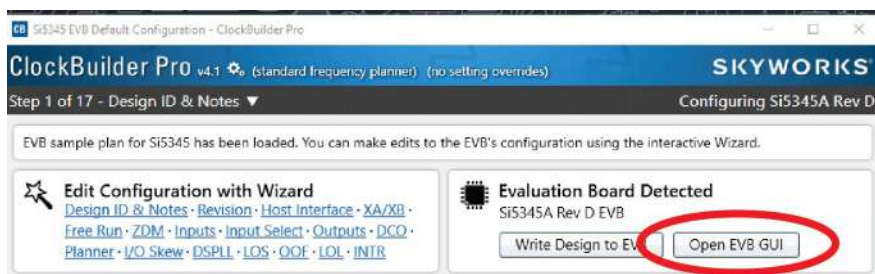 CB Si5345 EVB Default Configuration - ClockBuilder Pro
ClockBuilder Pro v4.1 (standard frequency planner) (no setting overrides) SKYWORKS
Step 1 of 17 - Design ID & Notes ▼ Configuring Si5345A Rev D
EVB sample plan for Si5345 has been loaded. You can make edits to the EVB's configuration using the interactive Wizard.
Edit Configuration with Wizard
Design ID & Notes · Revision · Host Interface · XA/XB ·
Free Run · ZDM · Inputs · Input Select · Outputs · DCO ·
Planner · I/O Skew · DSPLL · LOS · OOF · LOL · INTR
Evaluation Board Detected
Si5345A Rev D EVB
Write Design to EV Open EVB GUI